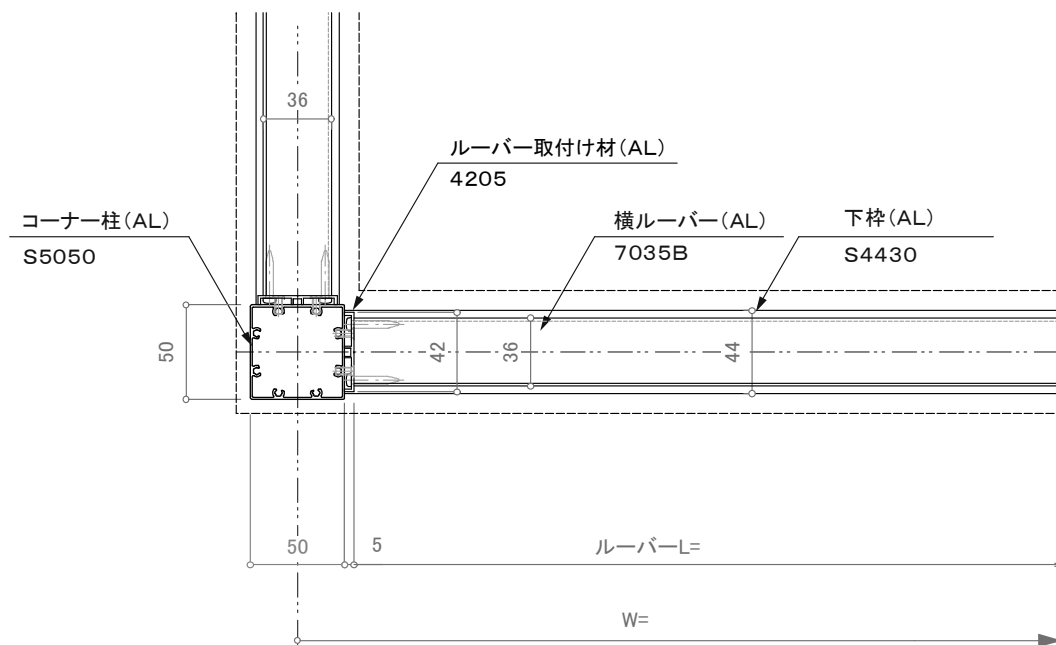 36
ルーバー取付け材(AL)
4205
コーナー柱(AL)
S5050
横ルーバー(AL)
7035B
下枠(AL)
S4430
50
42
36
44
50
5
ルーバーL=
W=